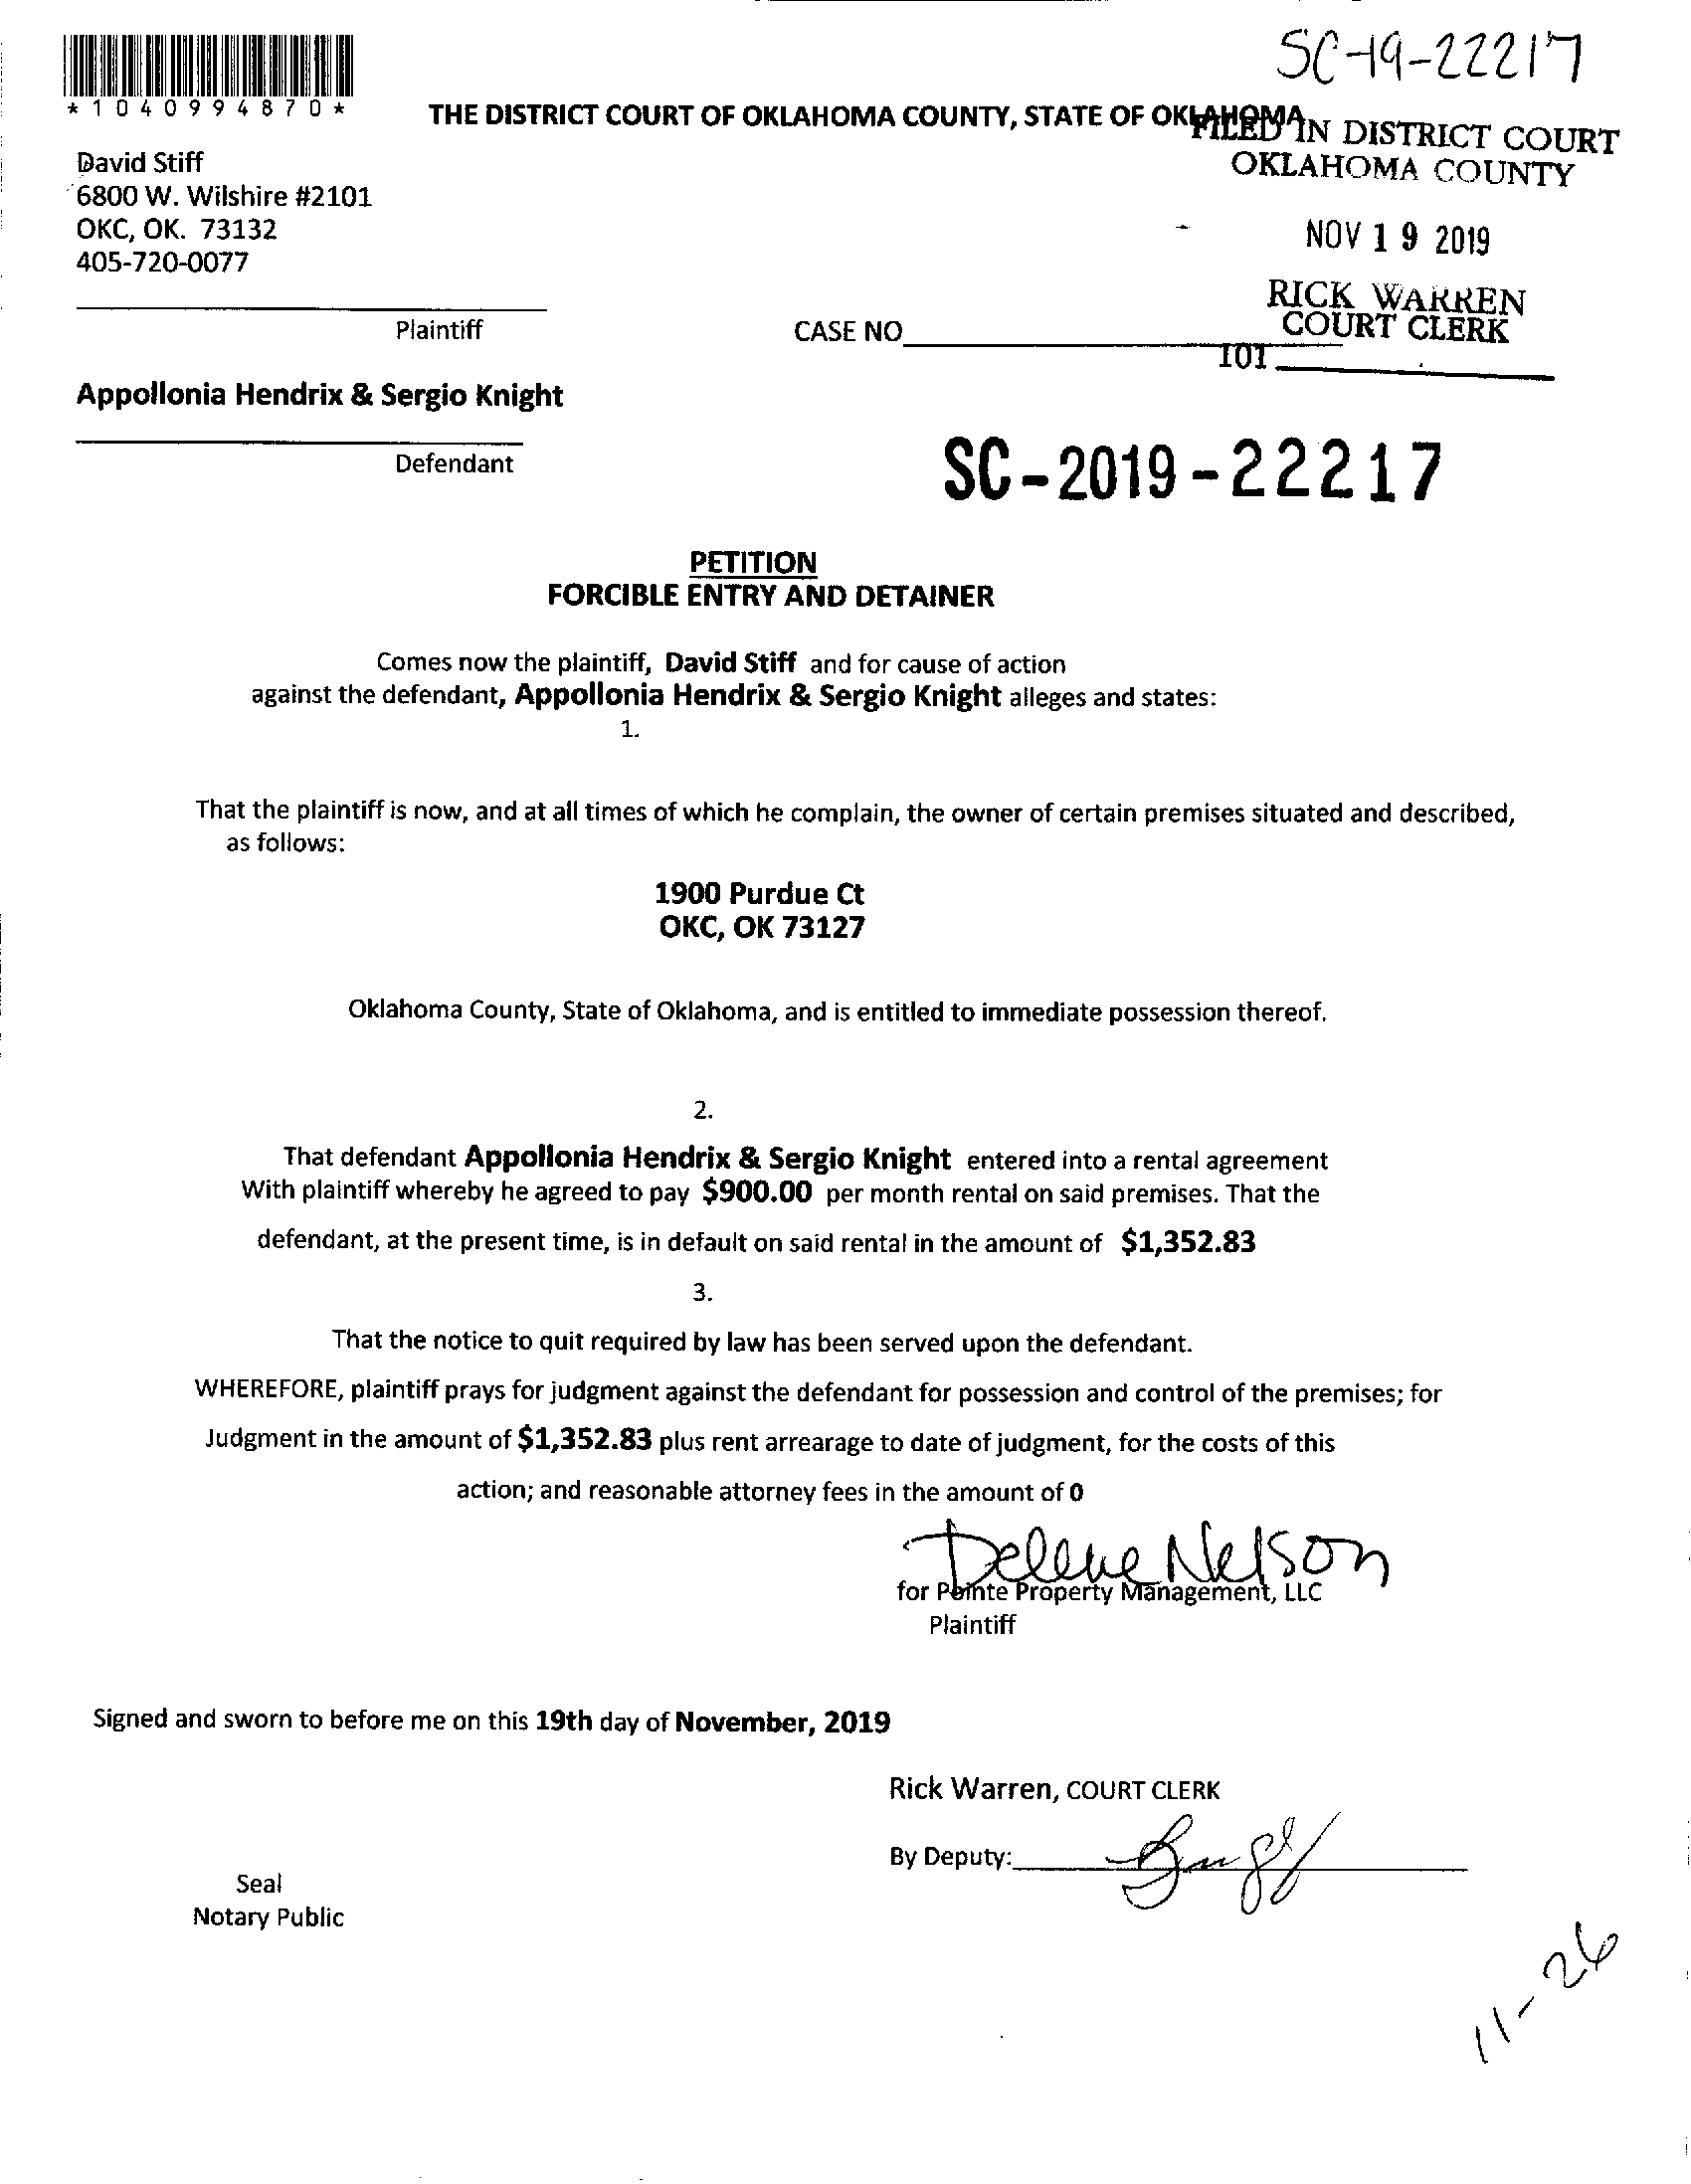 SC-19-22217
*1040994870*
THE DISTRICT COURT OF OKLAHOMA COUNTY, STATE OF OKLAHOMA
FILED IN DISTRICT COURT
OKLAHOMA COUNTY
David Stiff
6800 W. Wilshire #2101
OKC, OK. 73132
405-720-0077
NOV 19 2019
RICK WARREN
COURT CLERK
Plaintiff
CASE NO
101
Appollonia Hendrix & Sergio Knight
Defendant
SC-2019-22217
PETITION
FORCIBLE ENTRY AND DETAINER
Comes now the plaintiff, David Stiff and for cause of action
against the defendant, Appollonia Hendrix & Sergio Knight alleges and states:
1.
That the plaintiff is now, and at all times of which he complain, the owner of certain premises situated and described,
as follows:
1900 Purdue Ct
OKC, OK 73127
Oklahoma County, State of Oklahoma, and is entitled to immediate possession thereof.
2.
That defendant Appollonia Hendrix & Sergio Knight entered into a rental agreement
With plaintiff whereby he agreed to pay $900.00 per month rental on said premises. That the
defendant, at the present time, is in default on said rental in the amount of $1,352.83
3.
That the notice to quit required by law has been served upon the defendant.
WHEREFORE, plaintiff prays for judgment against the defendant for possession and control of the premises; for
Judgment in the amount of $1,352.83 plus rent arrearage to date of judgment, for the costs of this
action; and reasonable attorney fees in the amount of 0
Delene Nelson
for Pointe Property Management, LLC
Plaintiff
Signed and sworn to before me on this 19th day of November, 2019
Rick Warren, COURT CLERK
By Deputy:
Seal
Notary Public
11-26